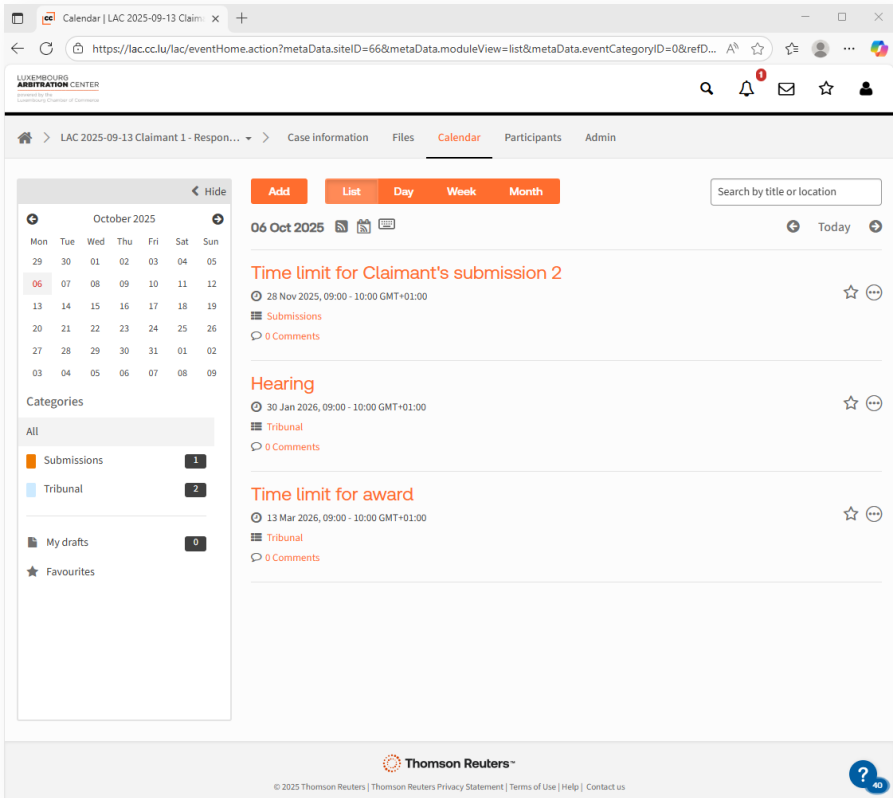 Calendar | LAC 2025-09-13 Claim
https://lac.cc.lu/lac/eventHome.action?metaData.siteID=66&metaData.moduleView=list&metaData.eventCategoryID=0&refD...
LUXEMBOURG
ARBITRATION CENTER
powered by the
Luxembourg Chamber of Commerce
1
LAC 2025-09-13 Claimant 1 - Respon...
Case information
Files
Calendar
Participants
Admin
Hide
October 2025
Mon Tue Wed Thu Fri Sat Sun
29 30 01 02 03 04 05
06 07 08 09 10 11 12
13 14 15 16 17 18 19
20 21 22 23 24 25 26
27 28 29 30 31 01 02
03 04 05 06 07 08 09
Categories
All
Submissions 1
Tribunal 2
My drafts 0
Favourites
Add
List Day Week Month
Search by title or location
06 Oct 2025
Today
Time limit for Claimant's submission 2
28 Nov 2025, 09:00 - 10:00 GMT+01:00
Submissions
0 Comments
Hearing
30 Jan 2026, 09:00 - 10:00 GMT+01:00
Tribunal
0 Comments
Time limit for award
13 Mar 2026, 09:00 - 10:00 GMT+01:00
Tribunal
0 Comments
Thomson Reuters™
© 2025 Thomson Reuters | Thomson Reuters Privacy Statement | Terms of Use | Help | Contact us
?
40